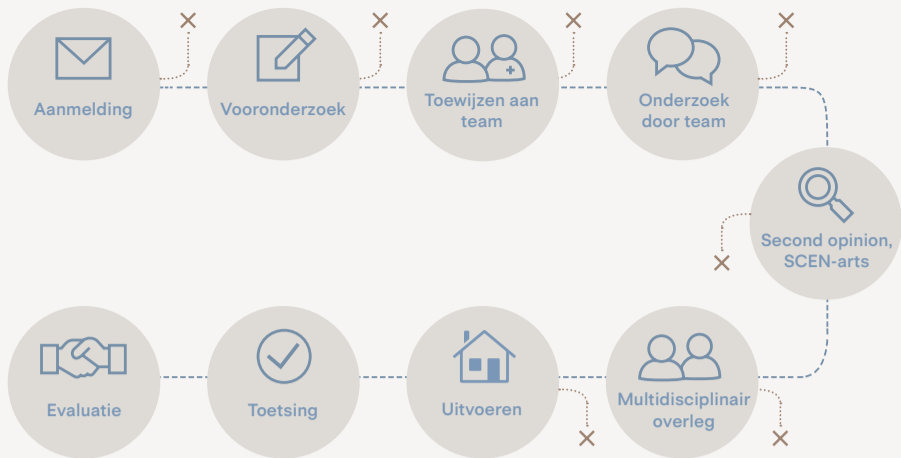 Aanmelding
Vooronderzoek
Toewijzen aan
team
Onderzoek
door team
Second opinion,
SCEN-arts
Multidisciplinair
overleg
Uitvoeren
Toetsing
Evaluatie